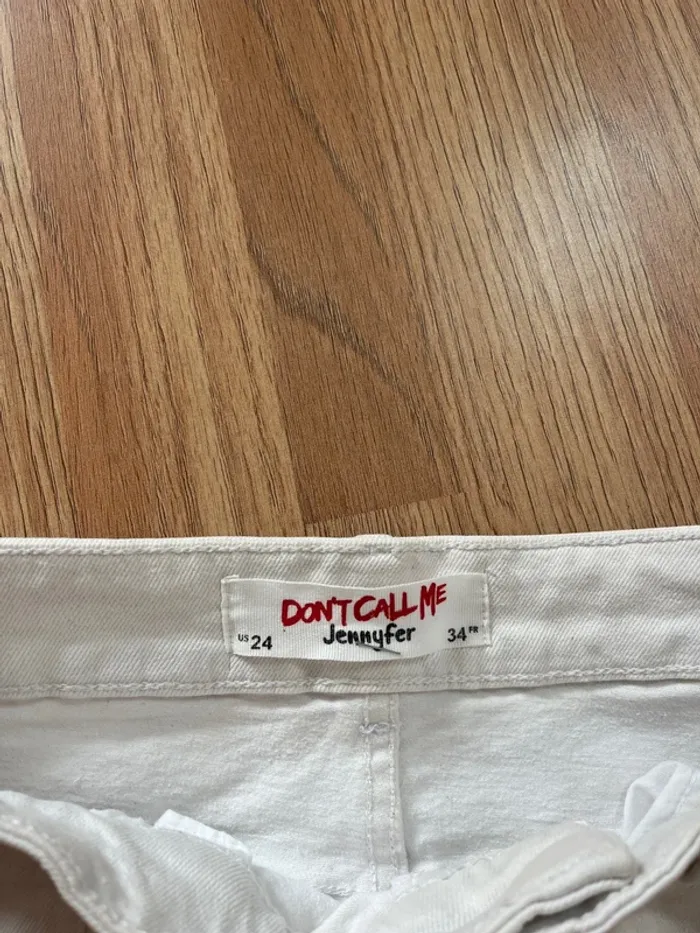 DON'T CALL ME
Jennyfer
US 24
34 FR